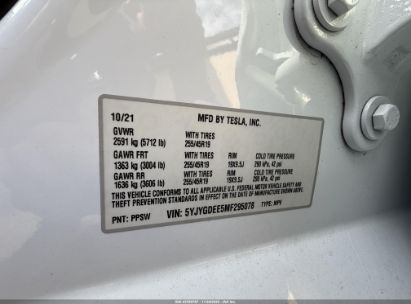 10/21 MFD BY TESLA, INC.
GVWR WITH TIRES
2591 kg (5712 lb) 255/45R19
GAWR FRT WITH TIRES RIM COLD TIRE PRESSURE
1363 kg (3004 lb) 255/45R19 19X9.5J 290 kPa, 42 psi
GAWR RR WITH TIRES RIM COLD TIRE PRESSURE
1636 kg (3606 lb) 255/45R19 19X9.5J 290 kPa, 42 psi
THIS VEHICLE CONFORMS TO ALL APPLICABLE U.S. FEDERAL MOTOR VEHICLE SAFETY AND
THEFT PREVENTION STANDARDS IN EFFECT ON THE DATE OF MANUFACTURE SHOWN ABOVE.
PNT: PPSW VIN: 5YJYGDEE5MF295078 TYPE: MPV